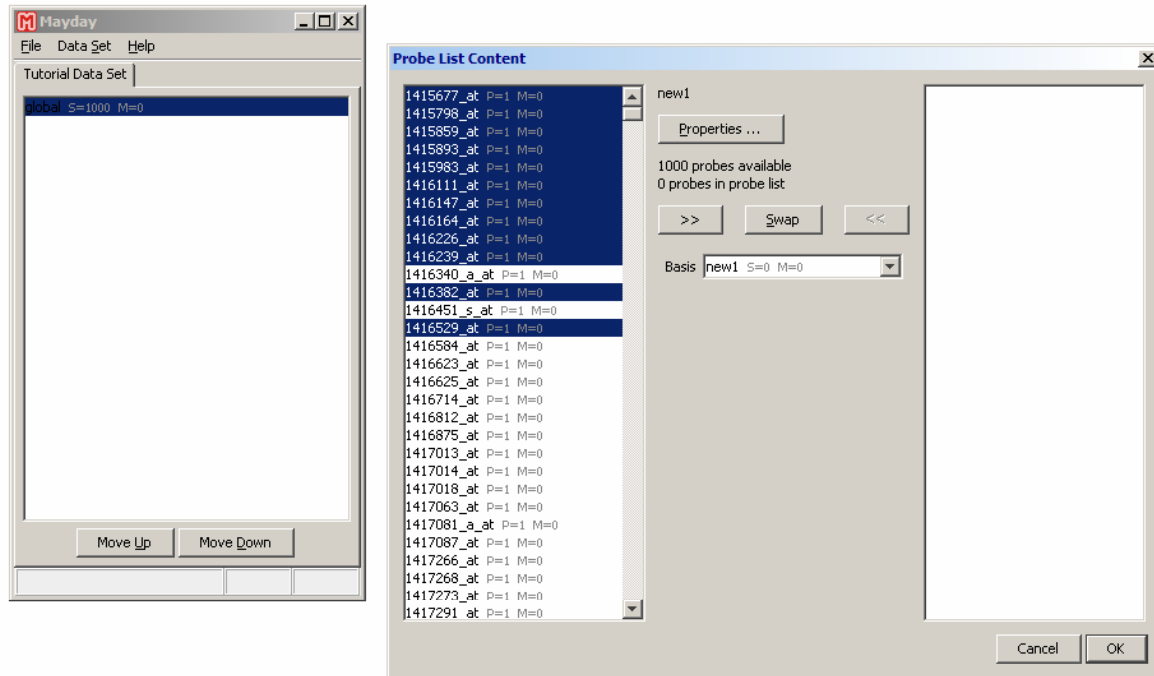 Mayday
File Data Set Help
Tutorial Data Set
global S=1000 M=0
Move Up Move Down
Probe List Content
1415677_at P=1 M=0
1415798_at P=1 M=0
1415859_at P=1 M=0
1415893_at P=1 M=0
1415983_at P=1 M=0
1416111_at P=1 M=0
1416147_at P=1 M=0
1416164_at P=1 M=0
1416226_at P=1 M=0
1416239_at P=1 M=0
1416340_a_at P=1 M=0
1416382_at P=1 M=0
1416451_s_at P=1 M=0
1416529_at P=1 M=0
1416584_at P=1 M=0
1416623_at P=1 M=0
1416625_at P=1 M=0
1416714_at P=1 M=0
1416812_at P=1 M=0
1416875_at P=1 M=0
1417013_at P=1 M=0
1417014_at P=1 M=0
1417018_at P=1 M=0
1417063_at P=1 M=0
1417081_a_at P=1 M=0
1417087_at P=1 M=0
1417266_at P=1 M=0
1417268_at P=1 M=0
1417273_at P=1 M=0
1417291_at P=1 M=0
new1
Properties ...
1000 probes available
0 probes in probe list
>> Swap <<
Basis new1 S=0 M=0
Cancel OK